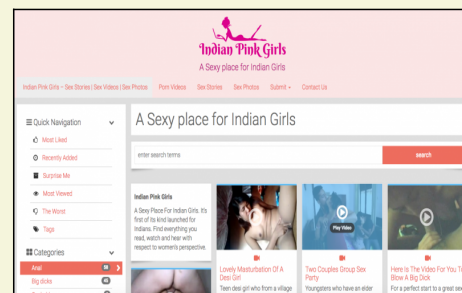 Indian Pink Girls
A Sexy place for Indian Girls
Indian Pink Girls - Sex Stories | Sex Videos | Sex Photos Porn Videos Sex Stories Sex Photos Submit Contact Us
Quick Navigation
Most Liked
Recently Added
Surprise Me
Most Viewed
The Worst
Tags
Categories
Anal
Big dicks
A Sexy place for Indian Girls
enter search terms
search
Indian Pink Girls
A Sexy Place For Indian Girls. It's
first of its kind launched for
Indians. Find everything you
read, watch and hear with
respect to women's perspective.
Lovely Masturbation Of A
Desi Girl
Teen desi girl who from a village
Play Video
Two Couples Group Sex
Party
Youngsters who have an elder
Here Is The Video For You T
Blow A Big Dick
For a perfect start to a great sex